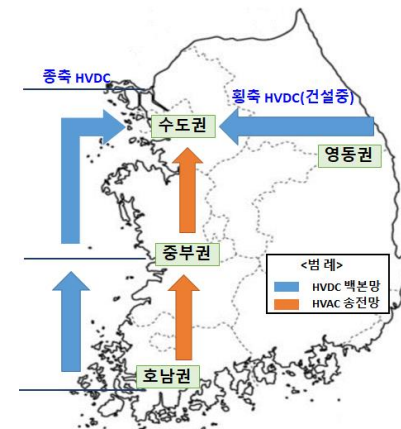 종축 HVDC
횡축 HVDC(건설중)
수도권
영동권
중부권
<범 례>
HVDC 백본망
HVAC 송전망
호남권